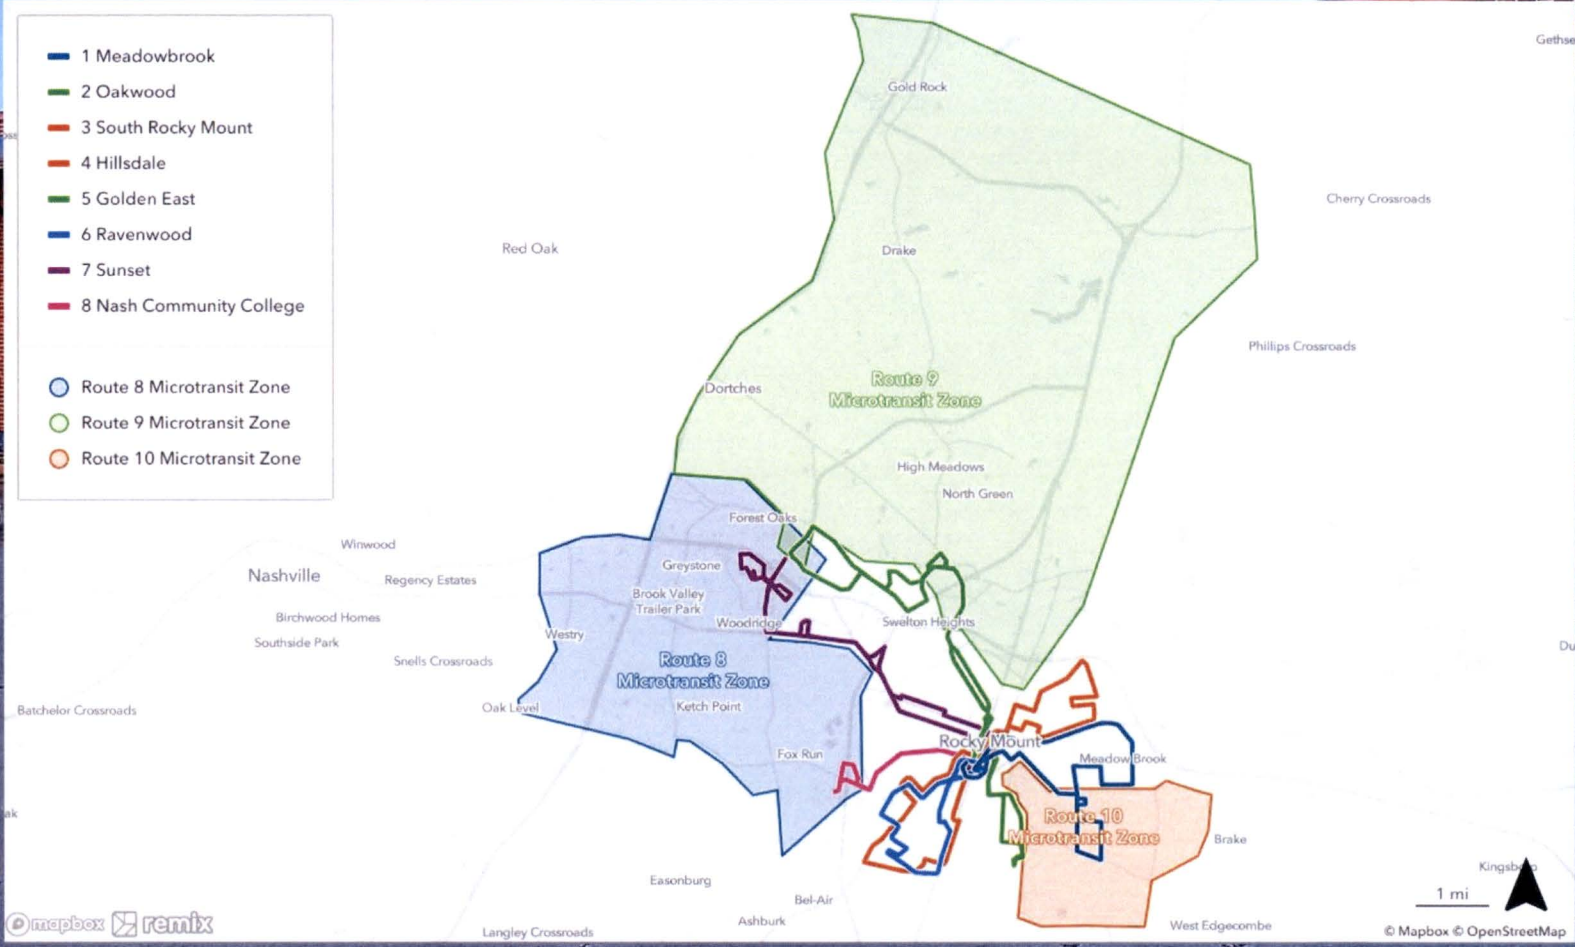 1 Meadowbrook
2 Oakwood
3 South Rocky Mount
4 Hillsdale
5 Golden East
6 Ravenwood
7 Sunset
8 Nash Community College
Route 8 Microtransit Zone
Route 9 Microtransit Zone
Route 10 Microtransit Zone
Gethse
Gold Rock
Cherry Crossroads
Red Oak
Drake
Phillips Crossroads
Dortches
Route 9
Microtransit Zone
High Meadows
North Green
Forest Oaks
Winwood
Nashville
Regency Estates
Greystone
Brook Valley
Trailer Park
Birchwood Homes
Woodridge
Swelton Heights
Southside Park
Westry
Snells Crossroads
Du
Route 8
Microtransit Zone
Batchelor Crossroads
Oak Level
Ketch Point
Rocky Mount
Fox Run
Meadow Brook
ak
Route 10
Microtransit Zone
Brake
Kingsboro
Easonburg
Bel-Air
1 mi
Ashburk
West Edgecombe
mapbox remix
Langley Crossroads
© Mapbox © OpenStreetMap